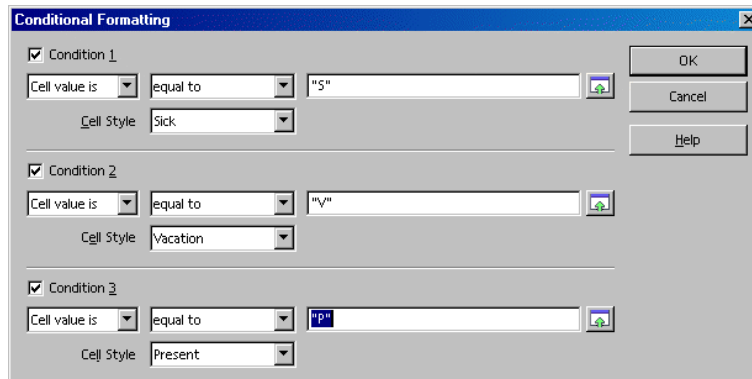 Conditional Formatting
Condition 1
Cell value is equal to "S"
Cell Style Sick
Condition 2
Cell value is equal to "V"
Cell Style Vacation
Condition 3
Cell value is equal to "P"
Cell Style Present
OK
Cancel
Help